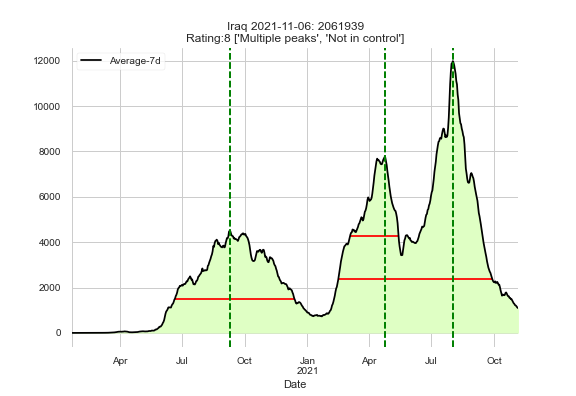 Iraq 2021-11-06: 2061939
Rating:8 ['Multiple peaks', 'Not in control']
Average-7d
12000
10000
8000
6000
4000
2000
0
Apr Jul Oct Jan Apr Jul Oct
2021
Date